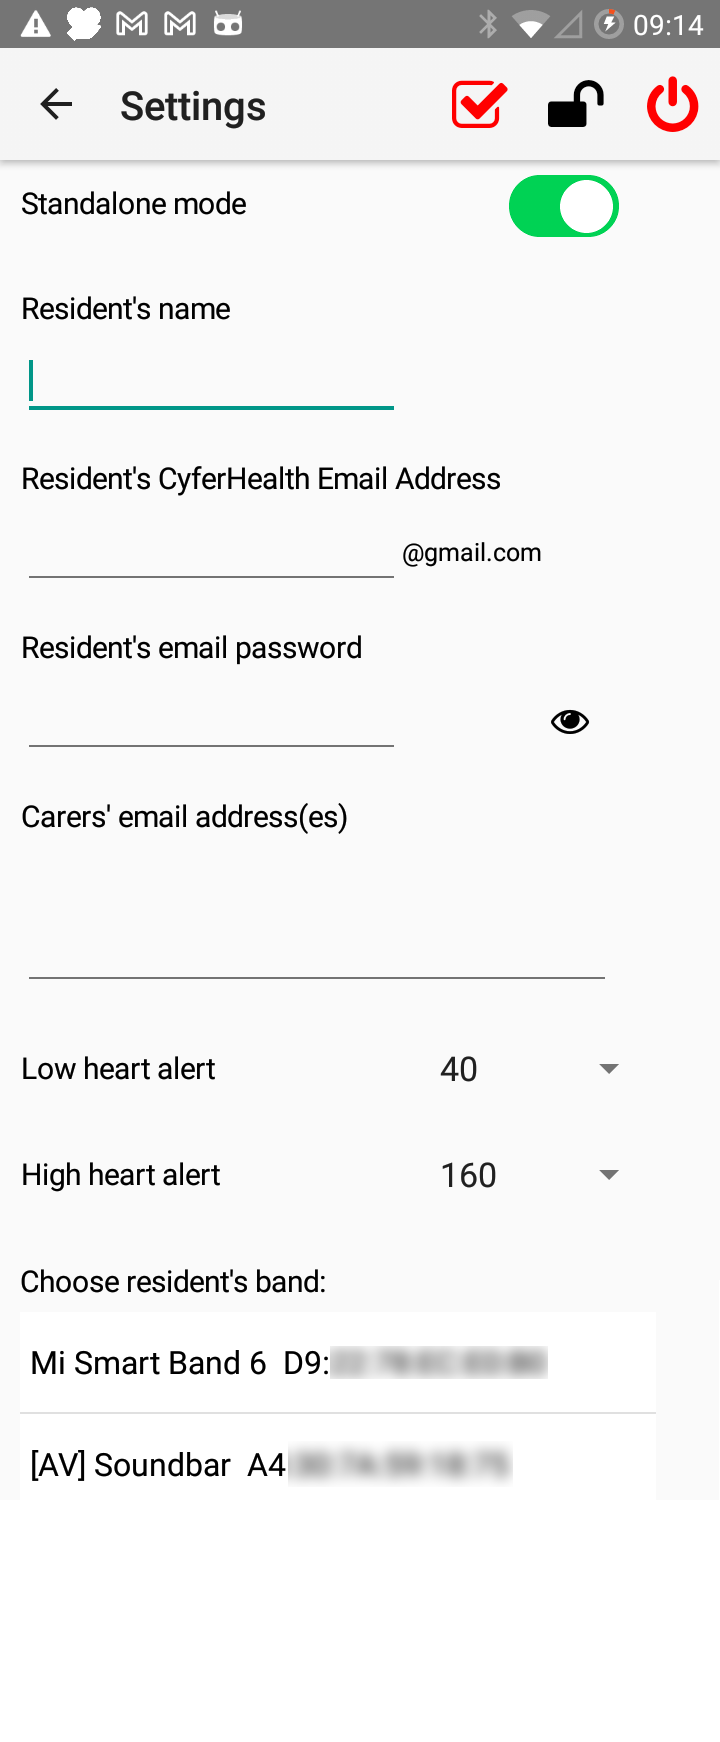 09:14
Settings
Standalone mode
Resident's name
Resident's CyferHealth Email Address
@gmail.com
Resident's email password
Carers' email address(es)
Low heart alert 40
High heart alert 160
Choose resident's band:
Mi Smart Band 6 D9:
[AV] Soundbar A4